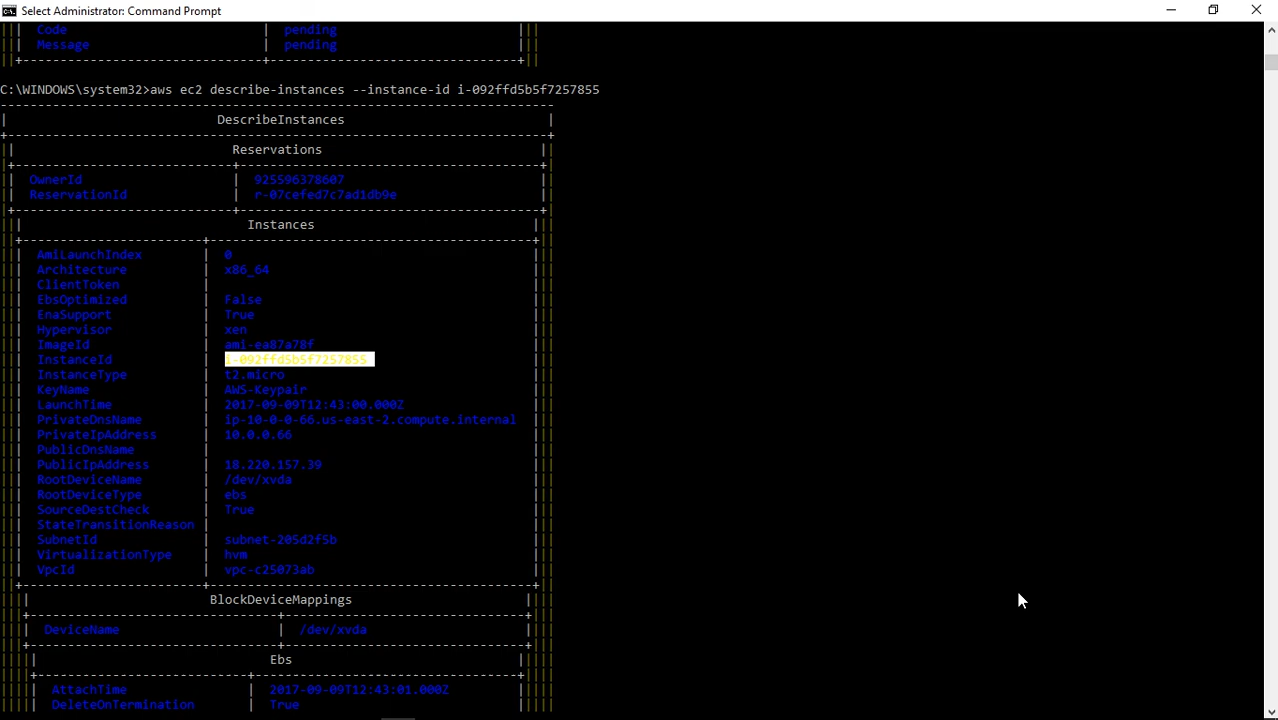 Select Administrator: Command Prompt
Code | pending
Message | pending
C:\WINDOWS\system32>aws ec2 describe-instances --instance-id i-092ffd5b5f7257855
DescribeInstances
Reservations
OwnerId | 925596378607
ReservationId | r-07cefed7c7ad1db9e
Instances
AmiLaunchIndex | 0
Architecture | x86_64
ClientToken |
EbsOptimized | False
EnaSupport | True
Hypervisor | xen
ImageId | ami-ea87a78f
InstanceId | i-092ffd5b5f7257855
InstanceType | t2.micro
KeyName | AWS-Keypair
LaunchTime | 2017-09-09T12:43:00.000Z
PrivateDnsName | ip-10-0-0-66.us-east-2.compute.internal
PrivateIpAddress | 10.0.0.66
PublicDnsName |
PublicIpAddress | 18.220.157.39
RootDeviceName | /dev/xvda
RootDeviceType | ebs
SourceDestCheck | True
StateTransitionReason |
SubnetId | subnet-205d2f5b
VirtualizationType | hvm
VpcId | vpc-c25073ab
BlockDeviceMappings
DeviceName | /dev/xvda
Ebs
AttachTime | 2017-09-09T12:43:01.000Z
DeleteOnTermination | True